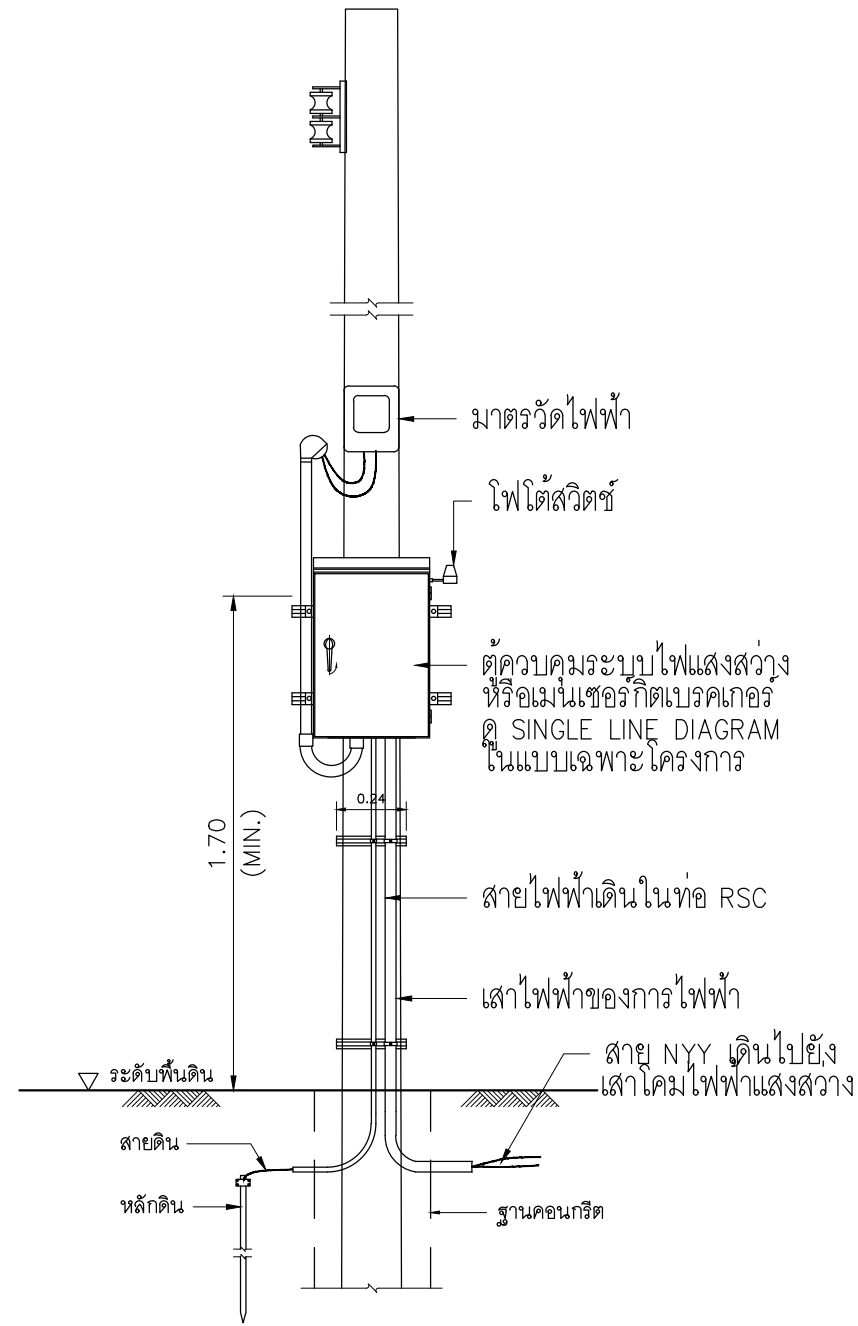 มาตรวัดไฟฟ้า
โฟโต้สวิตช์
ตู้ควบคุมระบบไฟแสงสว่าง
หรือเมนเซอร์กิตเบรคเกอร์
ดู SINGLE LINE DIAGRAM
ในแบบเฉพาะโครงการ
0.24
1.70
(MIN.)
สายไฟฟ้าเดินในท่อ RSC
เสาไฟฟ้าของการไฟฟ้า
สาย NYY เดินไปยัง
เสาโคมไฟฟ้าแสงสว่าง
ระดับพื้นดิน
สายดิน
หลักดิน
ฐานคอนกรีต